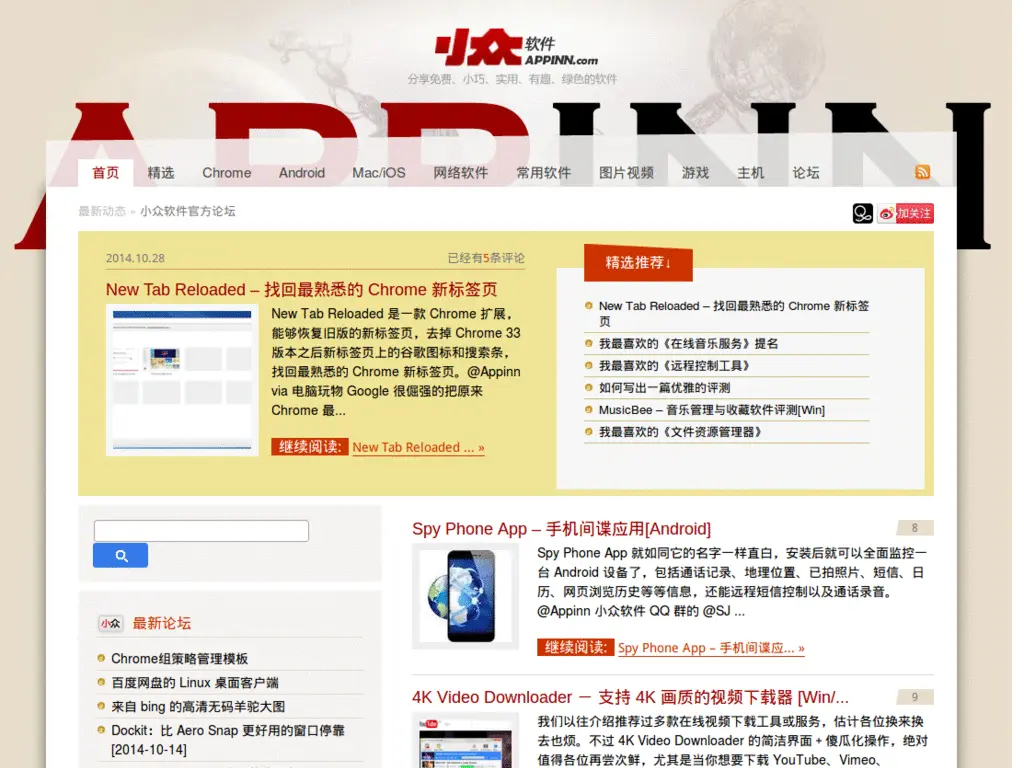 小众软件
APPINN.com
分享免费、小巧、实用、有趣、绿色的软件
APPINN
首页 精选 Chrome Android Mac/iOS 网络软件 常用软件 图片视频 游戏 主机 论坛
最新动态 » 小众软件官方论坛
加关注
2014.10.28 已经有5条评论
New Tab Reloaded – 找回最熟悉的 Chrome 新标签页
New Tab Reloaded 是一款 Chrome 扩展，
能够恢复旧版的新标签页，去掉 Chrome 33
版本之后新标签页上的谷歌图标和搜索条，
找回最熟悉的 Chrome 新标签页。@Appinn
via 电脑玩物 Google 很倔强的把原来
Chrome 最...
继续阅读: New Tab Reloaded ... »
精选推荐↓
New Tab Reloaded – 找回最熟悉的 Chrome 新标签
页
我最喜欢的《在线音乐服务》提名
我最喜欢的《远程控制工具》
如何写出一篇优雅的评测
MusicBee – 音乐管理与收藏软件评测[Win]
我最喜欢的《文件资源管理器》
小众 最新论坛
Chrome组策略管理模板
百度网盘的 Linux 桌面客户端
来自 bing 的高清无码羊驼大图
Dockit：比 Aero Snap 更好用的窗口停靠
[2014-10-14]
Spy Phone App – 手机间谍应用[Android] 8
Spy Phone App 就如同它的名字一样直白，安装后就可以全面监控一
台 Android 设备了，包括通话记录、地理位置、已拍照片、短信、日
历、网页浏览历史等等信息，还能远程短信控制以及通话录音。
@Appinn 小众软件 QQ 群的 @SJ ...
继续阅读: Spy Phone App – 手机间谍应... »
4K Video Downloader － 支持 4K 画质的视频下载器 [Win/... 9
YouTube
我们以往介绍推荐过多款在线视频下载工具或服务，估计各位换来换
去也烦。不过 4K Video Downloader 的简洁界面 + 傻瓜化操作，绝对
值得各位再尝次鲜，尤其是当你想要下载 YouTube、Vimeo、